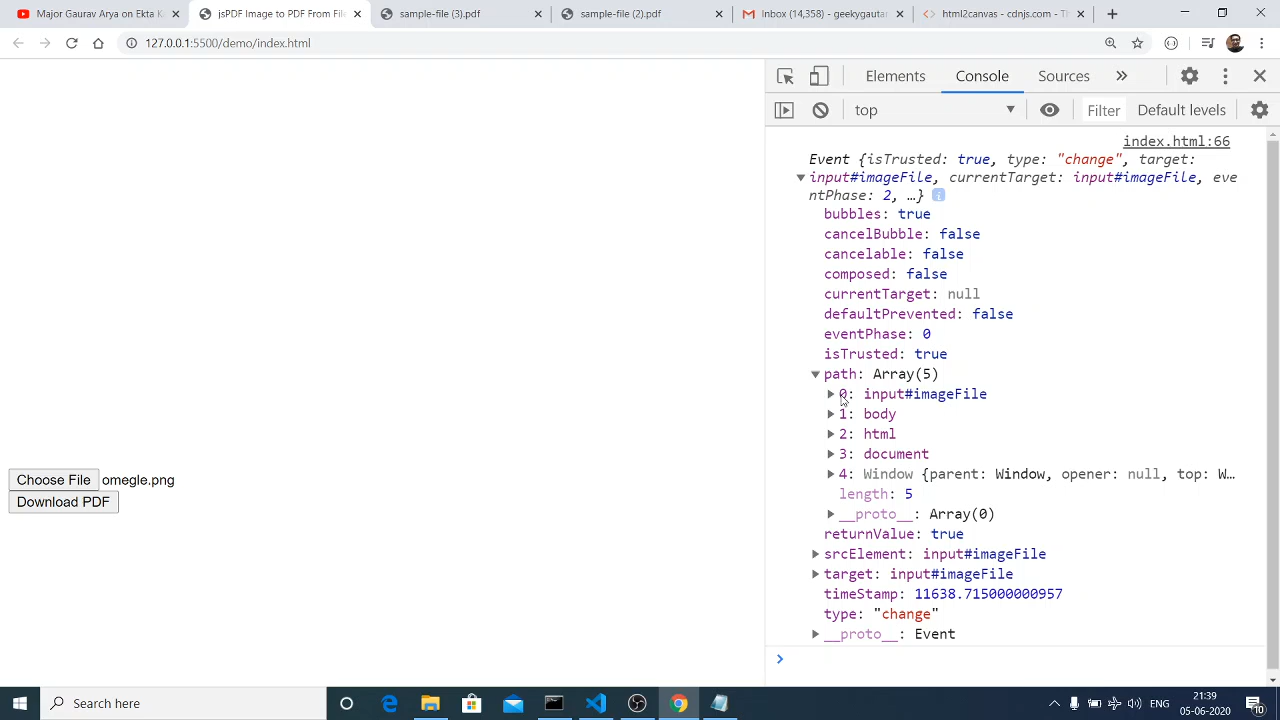 Major Gaurav Arya on Ekta K
jsPDF Image to PDF From File
sample-file (3).pdf
sample-file (2).pdf
Inbox (14,358) - geekygauta
html2canvas - cdnjs.com - Th
127.0.0.1:5500/demo/index.html
Elements
Console
Sources
top
Filter
Default levels
index.html:66
Event {isTrusted: true, type: "change", target:
input#imageFile, currentTarget: input#imageFile, eve
ntPhase: 2, …}
bubbles: true
cancelBubble: false
cancelable: false
composed: false
currentTarget: null
defaultPrevented: false
eventPhase: 0
isTrusted: true
path: Array(5)
0: input#imageFile
1: body
2: html
3: document
4: Window {parent: Window, opener: null, top: W…
length: 5
__proto__: Array(0)
returnValue: true
srcElement: input#imageFile
target: input#imageFile
timeStamp: 11638.715000000957
type: "change"
__proto__: Event
Choose File omegle.png
Download PDF
Search here
ENG
21:39
05-06-2020
10